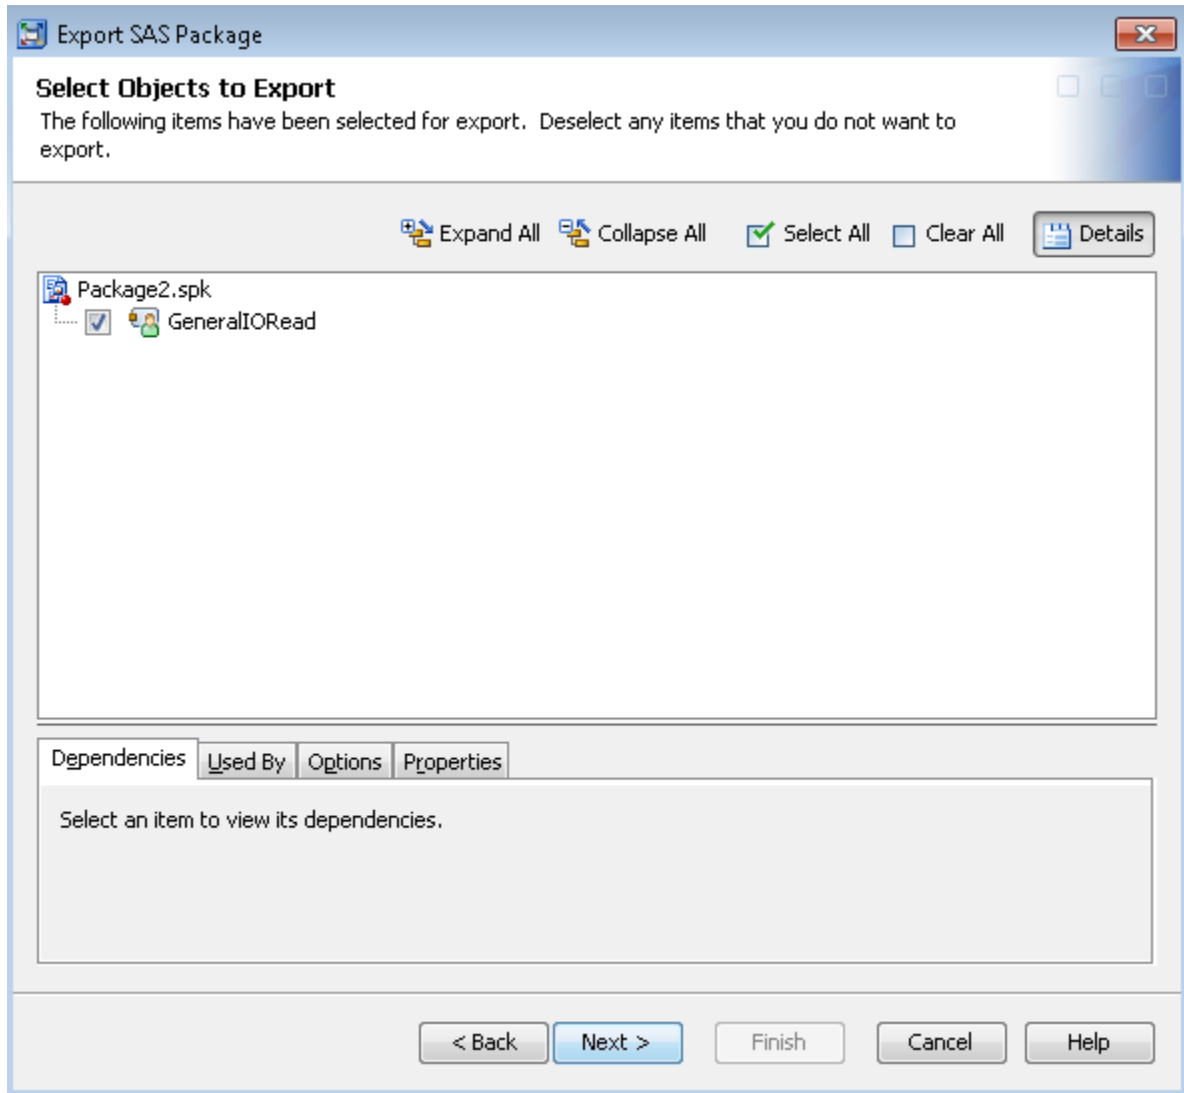 Export SAS Package
Select Objects to Export
The following items have been selected for export.  Deselect any items that you do not want to
export.
Expand All Collapse All Select All Clear All Details
Package2.spk
GeneralIORead
Dependencies Used By Options Properties
Select an item to view its dependencies.
< Back Next > Finish Cancel Help